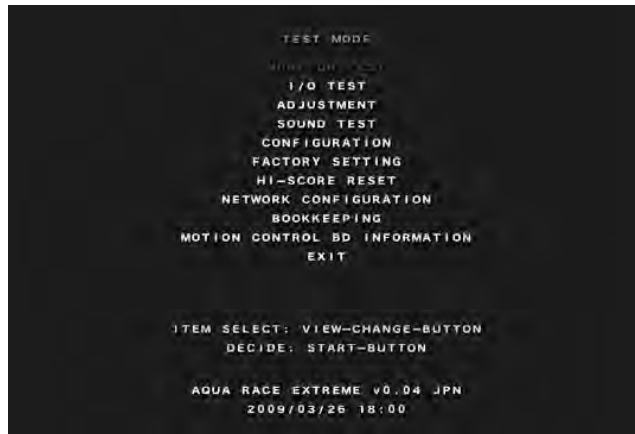 TEST MODE
I/O TEST
ADJUSTMENT
SOUND TEST
CONFIGURATION
FACTORY SETTING
HI-SCORE RESET
NETWORK CONFIGURATION
BOOKKEEPING
MOTION CONTROL BD INFORMATION
EXIT
ITEM SELECT: VIEW-CHANGE-BUTTON
DECIDE: START-BUTTON
AQUA RACE EXTREME v0.04 JPN
2009/03/26 18:00